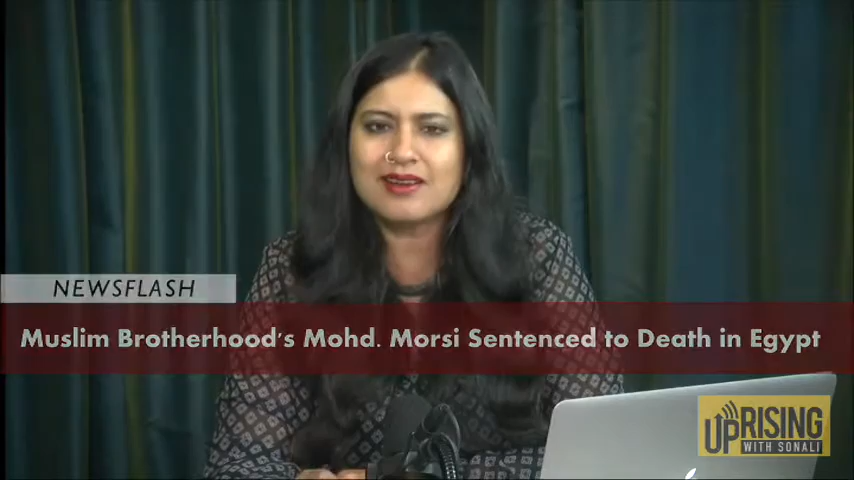 NEWSFLASH
Muslim Brotherhood's Mohd. Morsi Sentenced to Death in Egypt
UPRISING
WITH SONALI